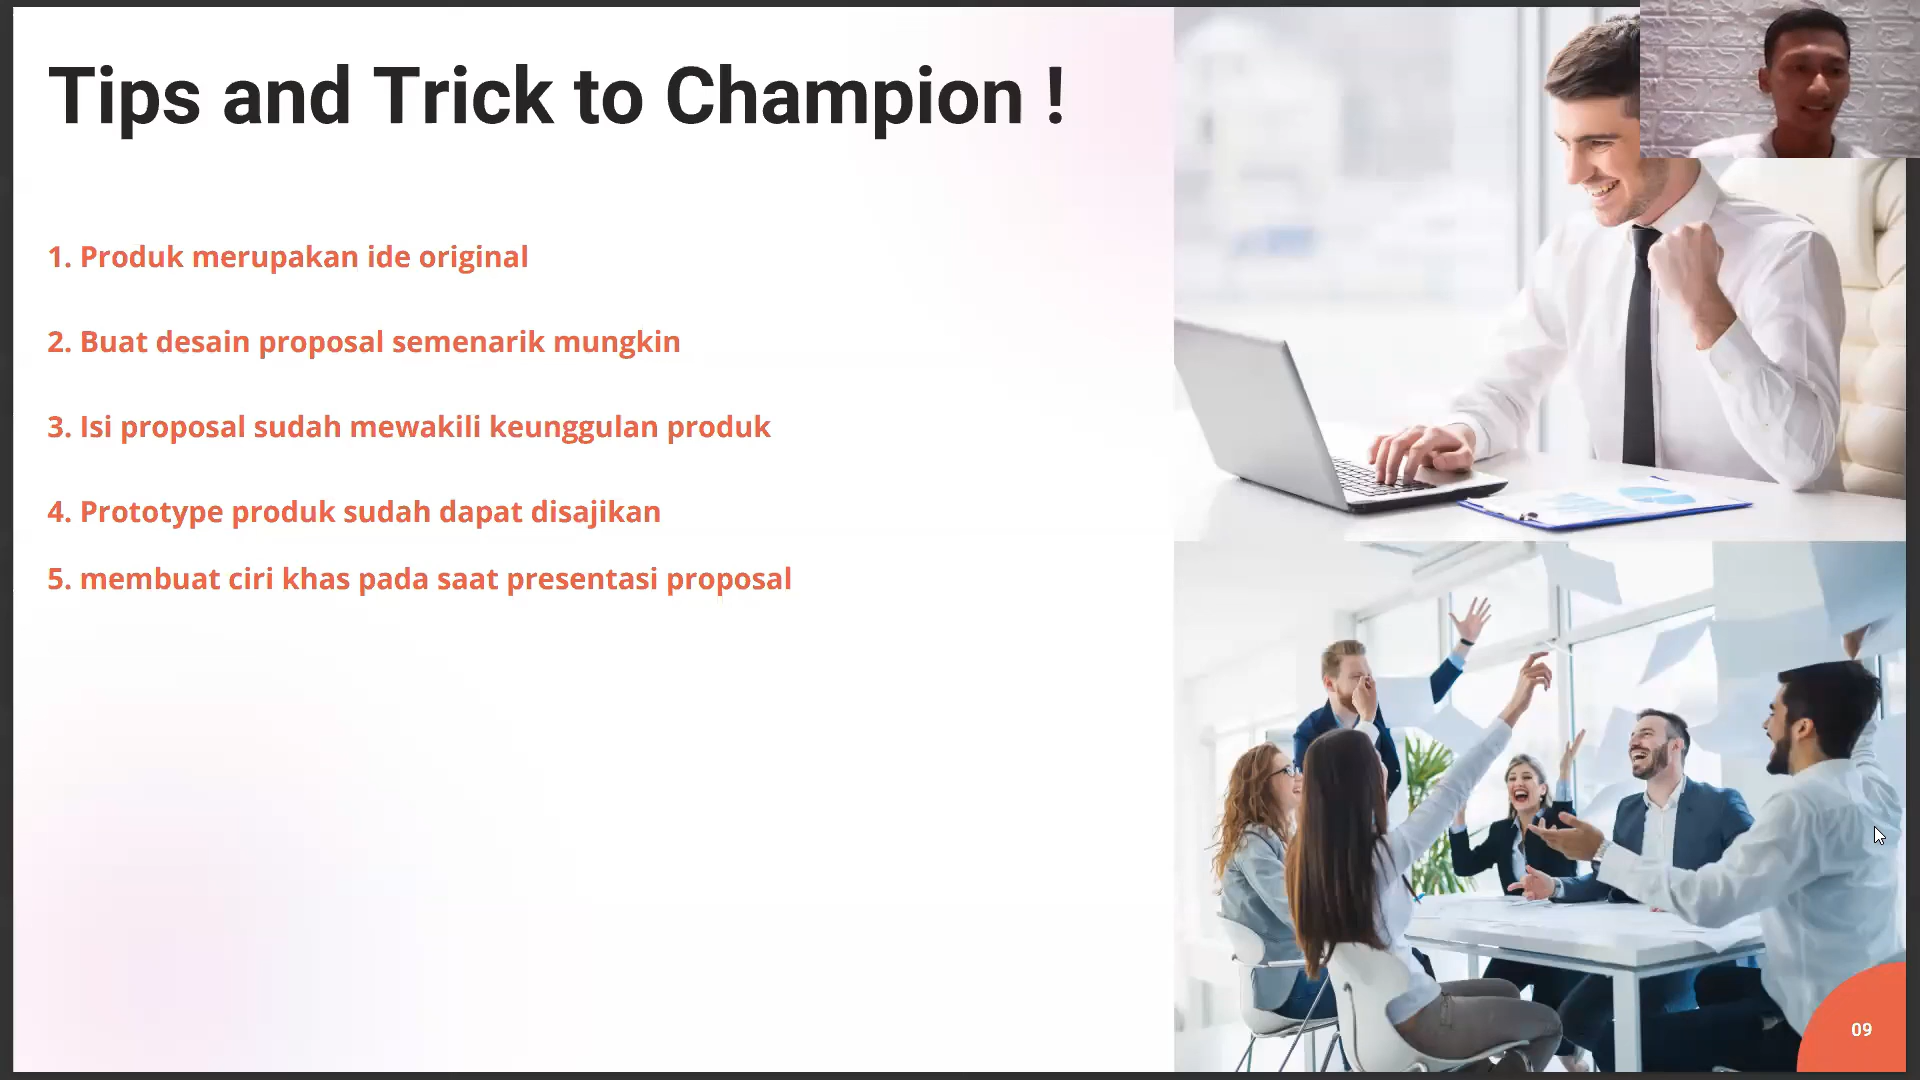 Tips and Trick to Champion !
1. Produk merupakan ide original
2. Buat desain proposal semenarik mungkin
3. Isi proposal sudah mewakili keunggulan produk
4. Prototype produk sudah dapat disajikan
5. membuat ciri khas pada saat presentasi proposal
09